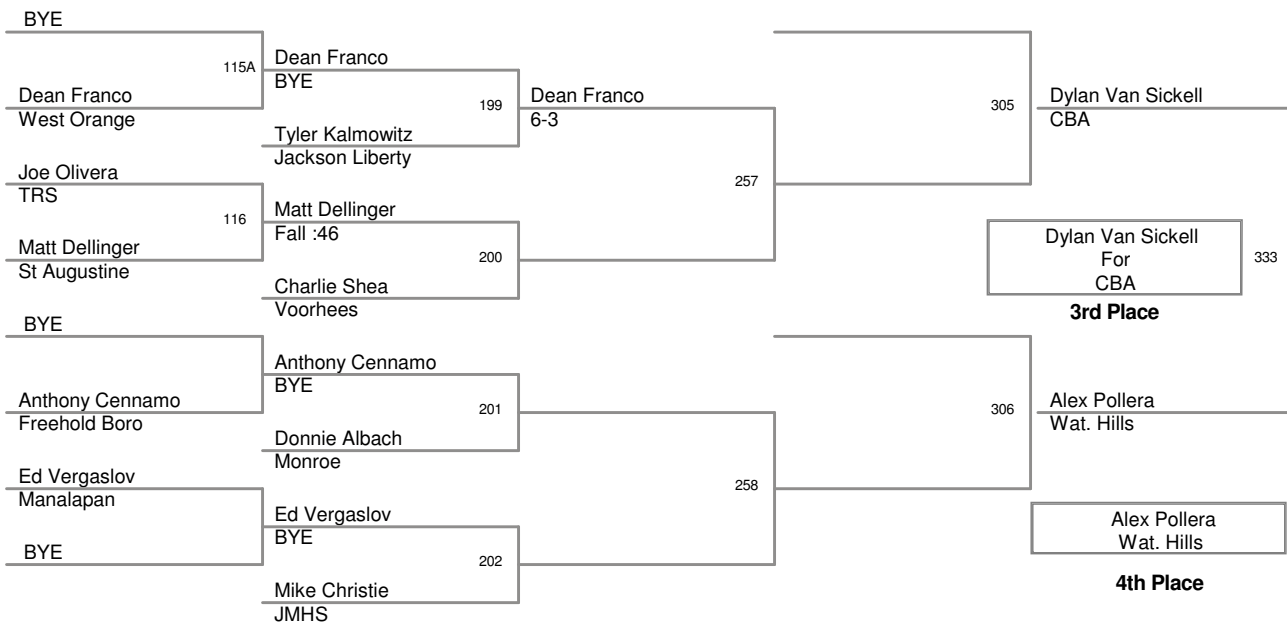 BYE
115A
Dean Franco
West Orange
Dean Franco
BYE
199
Tyler Kalmowitz
Jackson Liberty
Dean Franco
6-3
Joe Olivera
TRS
116
Matt Dellinger
St Augustine
Matt Dellinger
Fall :46
200
Charlie Shea
Voorhees
257
305
Dylan Van Sickell
CBA
Dylan Van Sickell
For
CBA
333
3rd Place
BYE
Anthony Cennamo
Freehold Boro
Anthony Cennamo
BYE
201
Donnie Albach
Monroe
Ed Vergaslov
Manalapan
BYE
Ed Vergaslov
BYE
202
Mike Christie
JMHS
258
306
Alex Pollera
Wat. Hills
Alex Pollera
Wat. Hills
4th Place